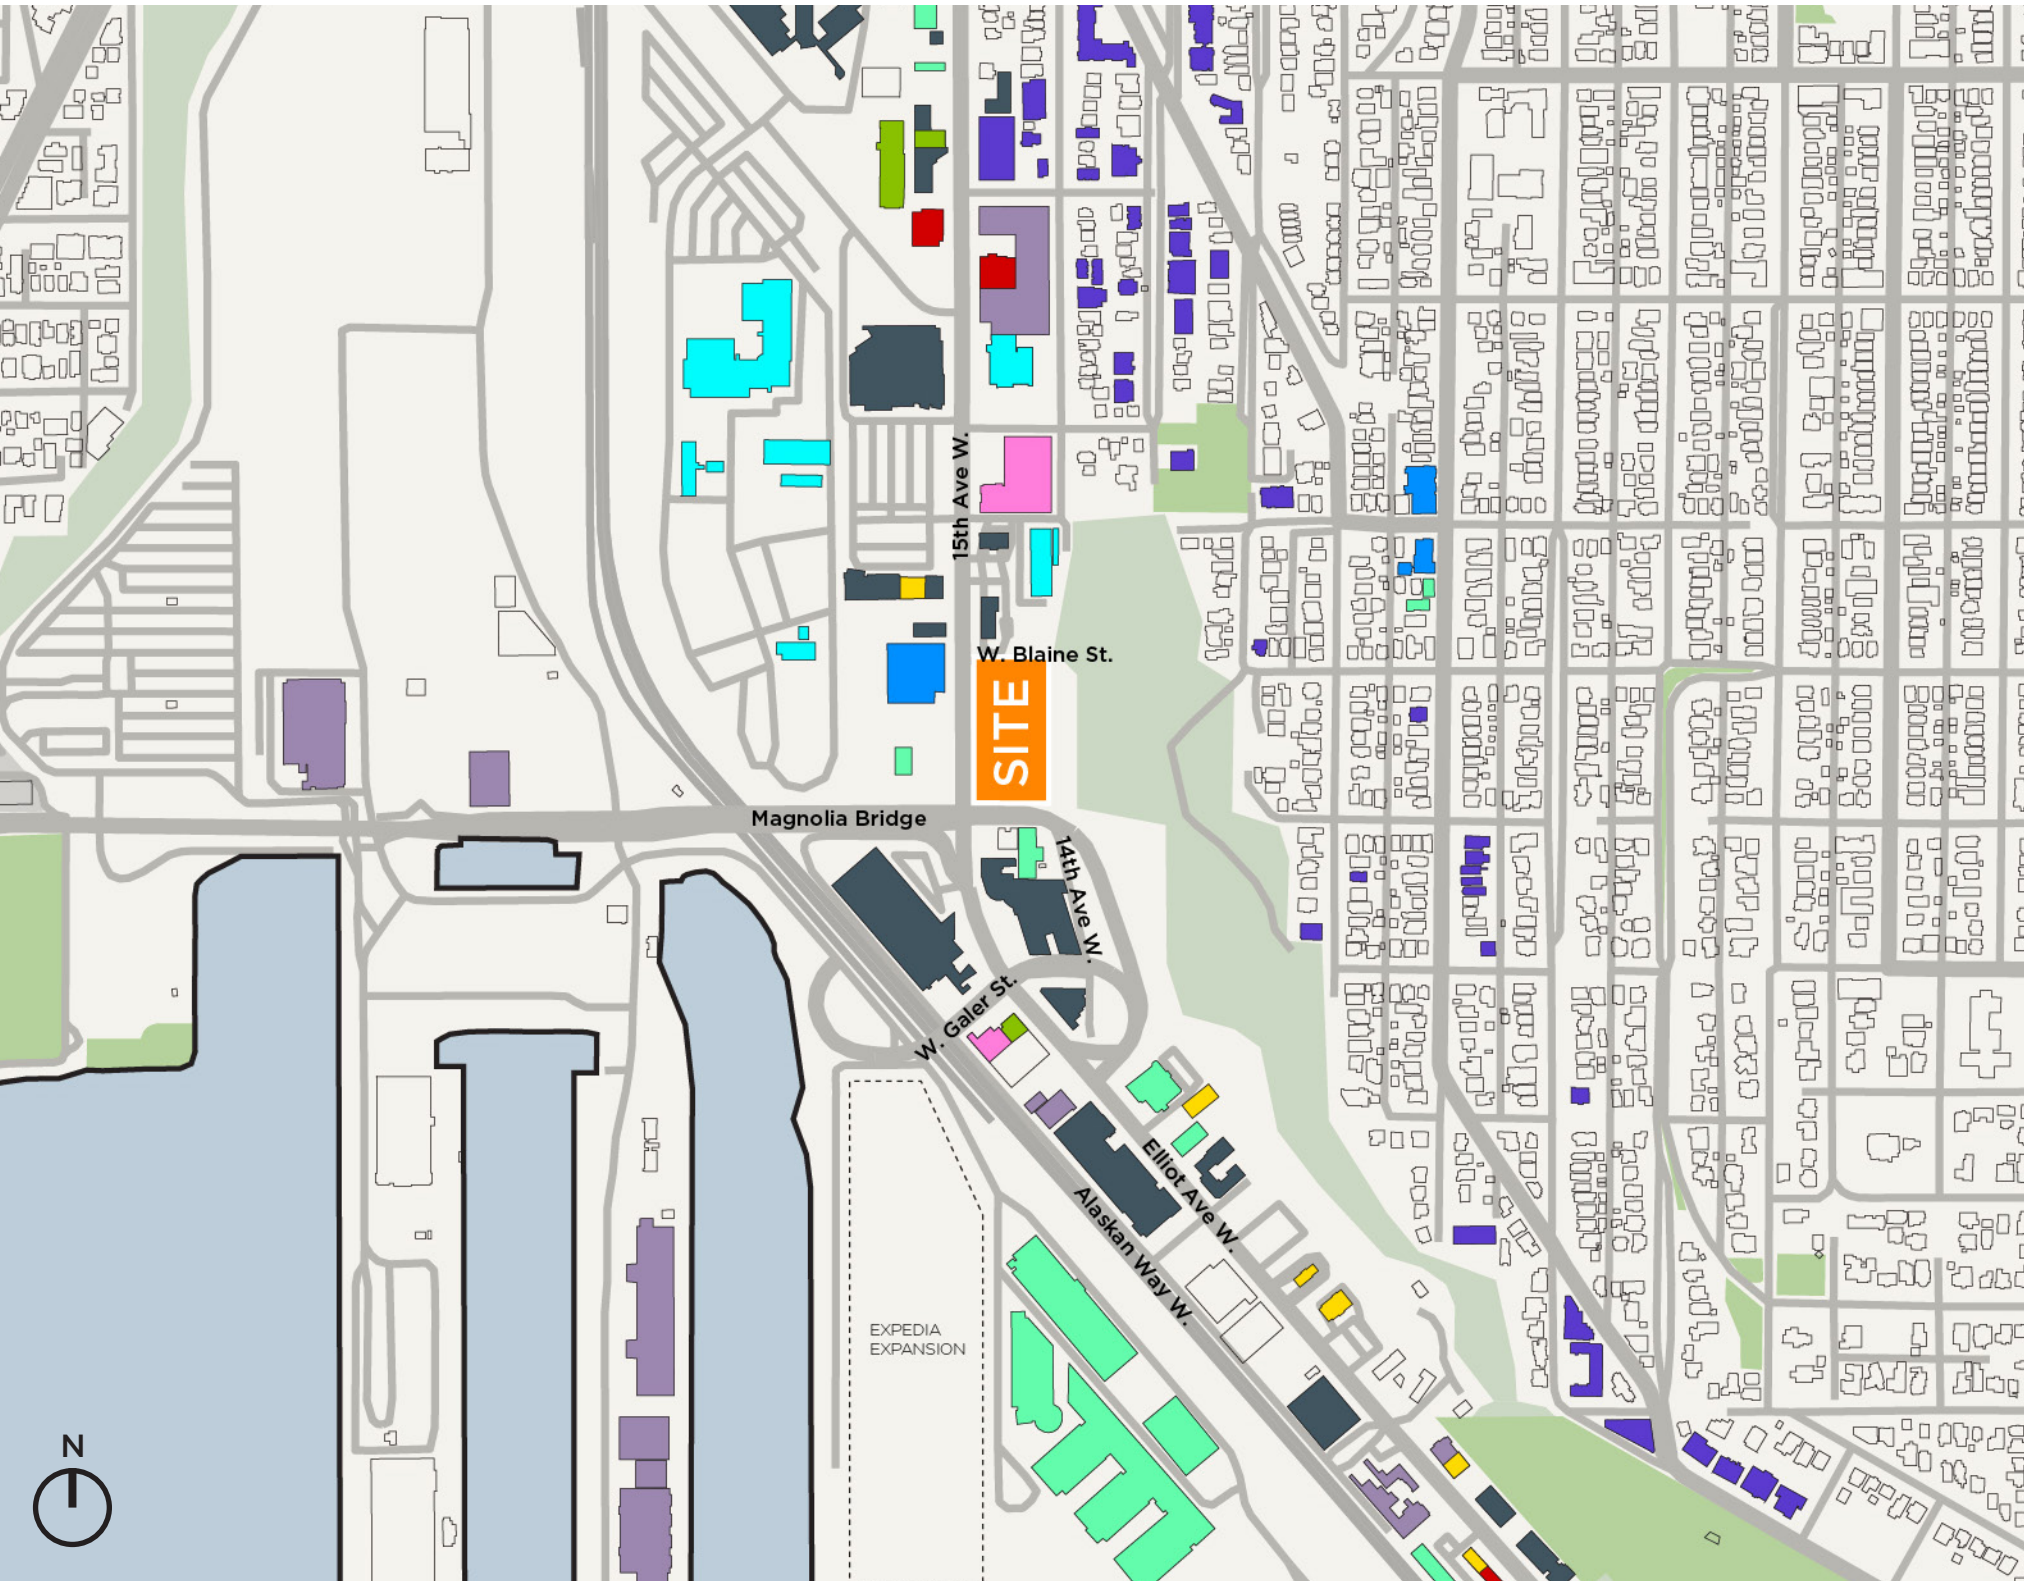 15th Ave W.
W. Blaine St.
SITE
Magnolia Bridge
14th Ave W.
W. Galer St.
Elliot Ave W.
Alaskan Way W.
EXPEDIA
EXPANSION
N